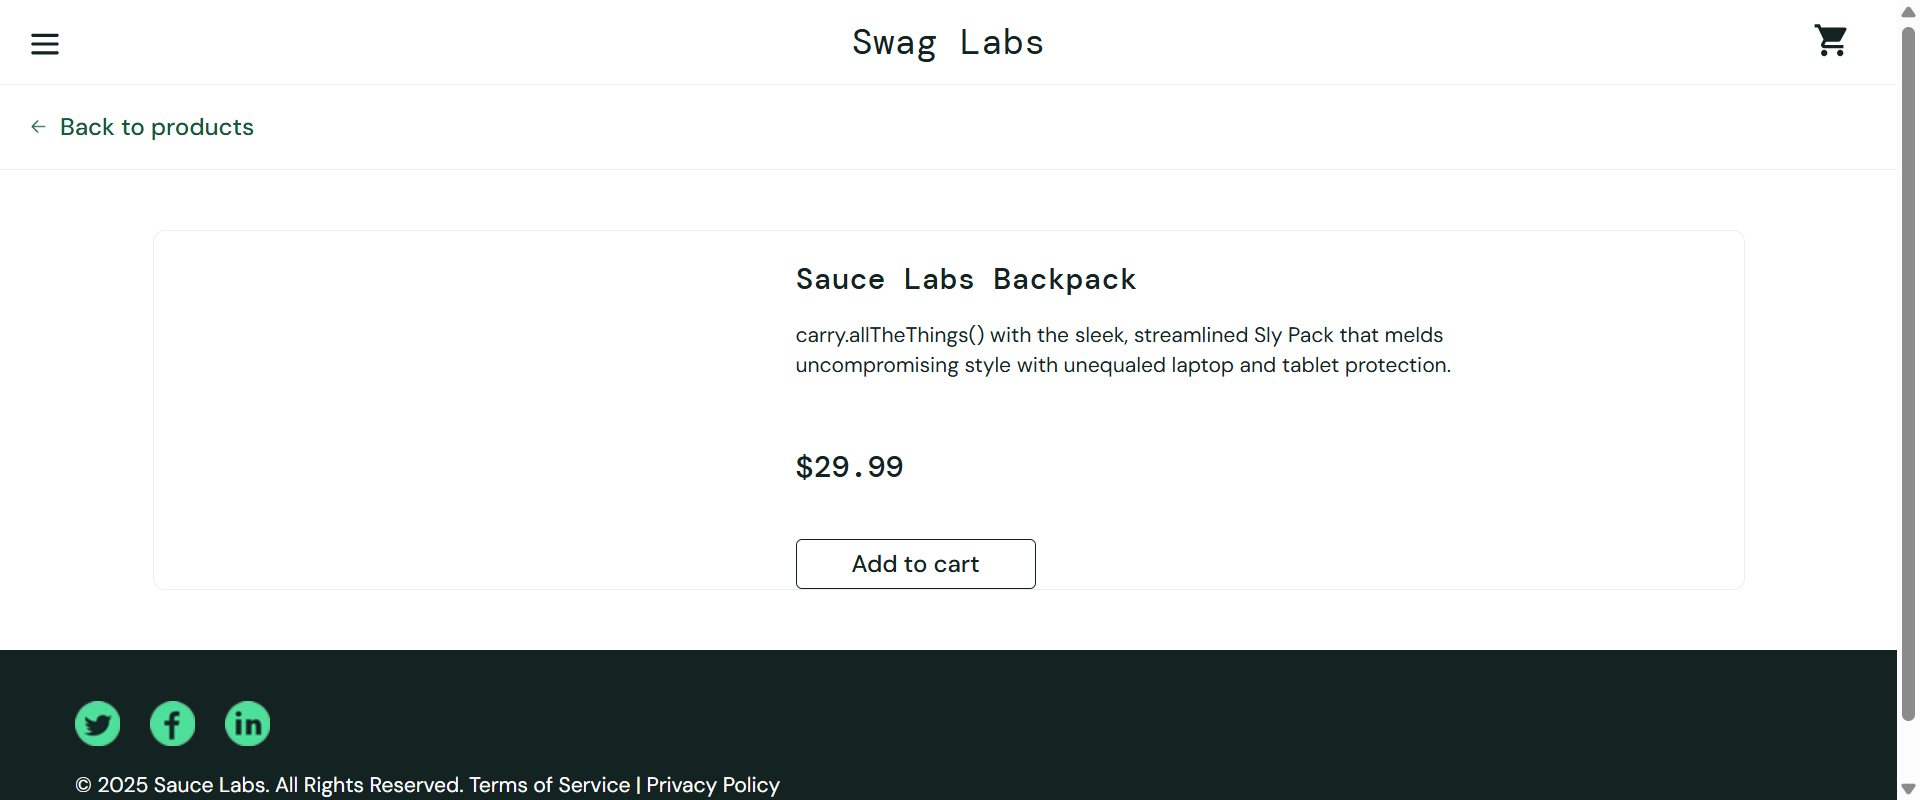 Swag Labs
Back to products
Sauce Labs Backpack
carry.allTheThings() with the sleek, streamlined Sly Pack that melds
uncompromising style with unequaled laptop and tablet protection.
$29.99
Add to cart
© 2025 Sauce Labs. All Rights Reserved. Terms of Service | Privacy Policy